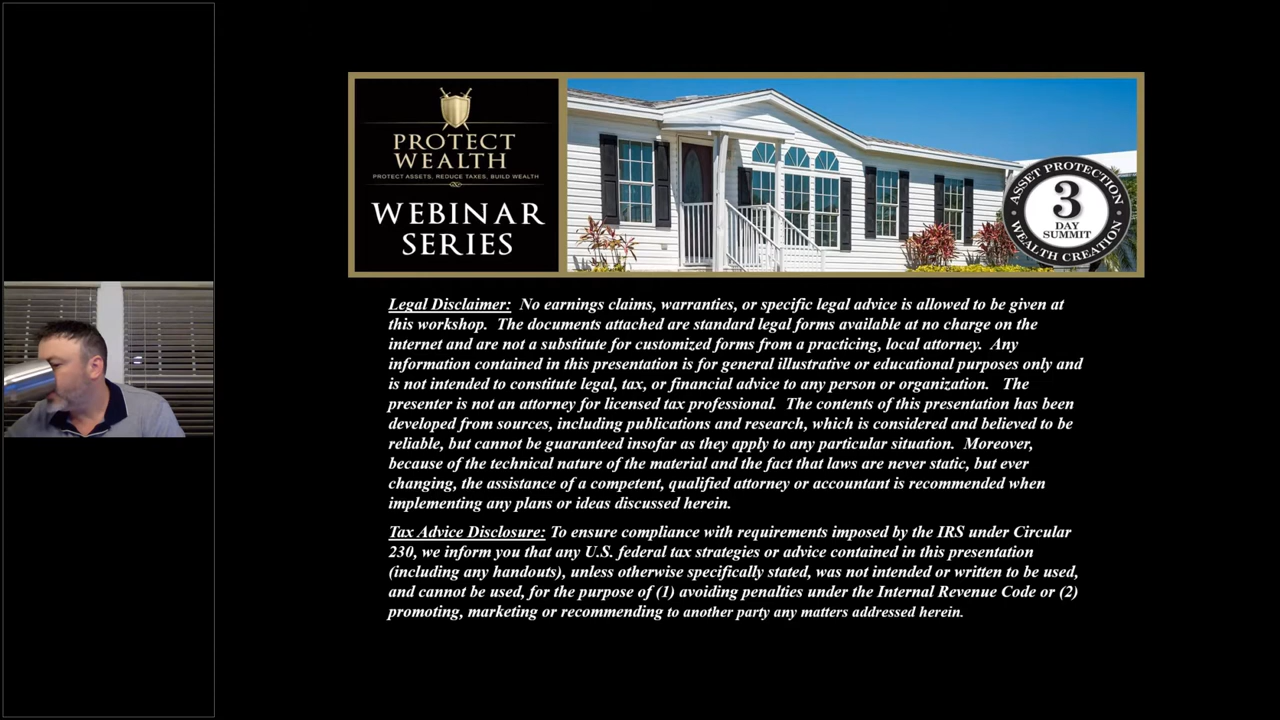 PROTECT
WEALTH
PROTECT ASSETS, REDUCE TAXES, BUILD WEALTH
WEBINAR
SERIES
ASSET PROTECTION
3
DAY
SUMMIT
WEALTH CREATION
Legal Disclaimer: No earnings claims, warranties, or specific legal advice is allowed to be given at
this workshop. The documents attached are standard legal forms available at no charge on the
internet and are not a substitute for customized forms from a practicing, local attorney. Any
information contained in this presentation is for general illustrative or educational purposes only and
is not intended to constitute legal, tax, or financial advice to any person or organization. The
presenter is not an attorney for licensed tax professional. The contents of this presentation has been
developed from sources, including publications and research, which is considered and believed to be
reliable, but cannot be guaranteed insofar as they apply to any particular situation. Moreover,
because of the technical nature of the material and the fact that laws are never static, but ever
changing, the assistance of a competent, qualified attorney or accountant is recommended when
implementing any plans or ideas discussed herein.
Tax Advice Disclosure: To ensure compliance with requirements imposed by the IRS under Circular
230, we inform you that any U.S. federal tax strategies or advice contained in this presentation
(including any handouts), unless otherwise specifically stated, was not intended or written to be used,
and cannot be used, for the purpose of (1) avoiding penalties under the Internal Revenue Code or (2)
promoting, marketing or recommending to another party any matters addressed herein.